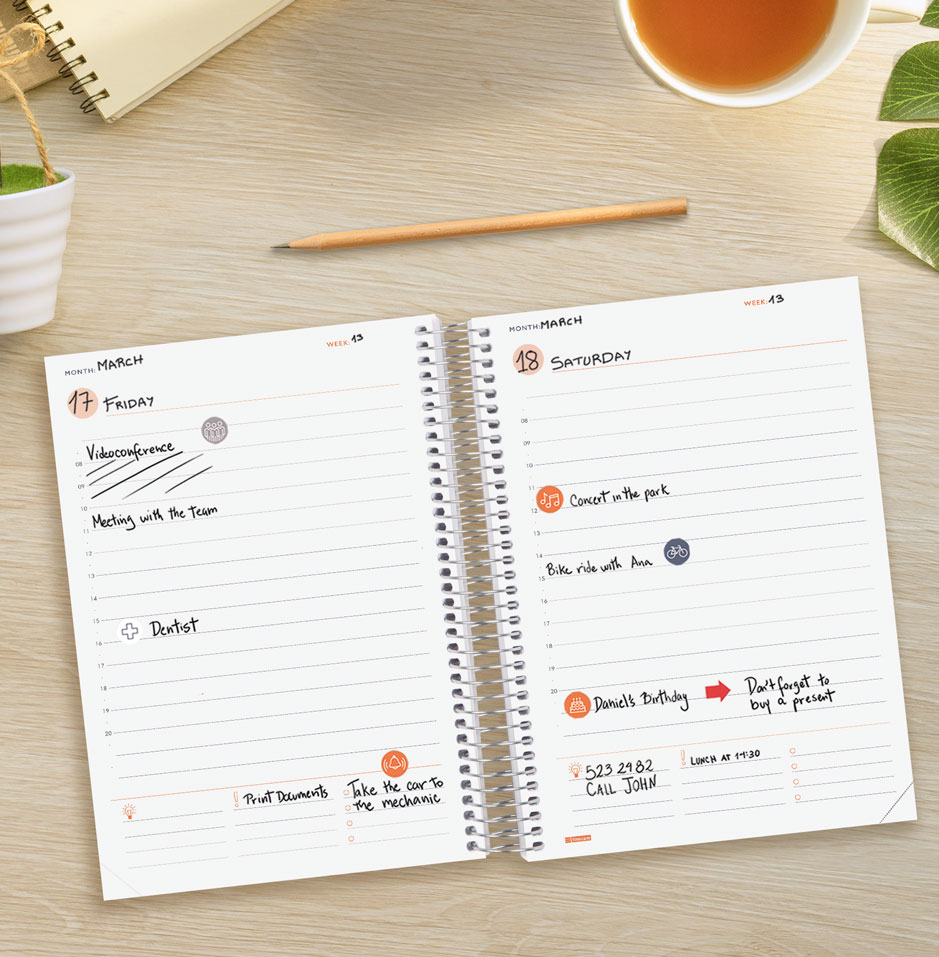 MONTH: MARCH
WEEK: 13
17 FRIDAY
08 Videoconference
09
10
11 Meeting with the team
12
13
14
15
16 Dentist
17
18
19
20
Print Documents
Take the car to
the mechanic
MONTH: MARCH
WEEK: 13
18 SATURDAY
08
09
10
11
12 Concert in the park
13
14
15 Bike ride with Ana
16
17
18
19
20
Daniel's Birthday
Don't forget to
buy a present
523 2482
CALL JOHN
LUNCH AT 14:30